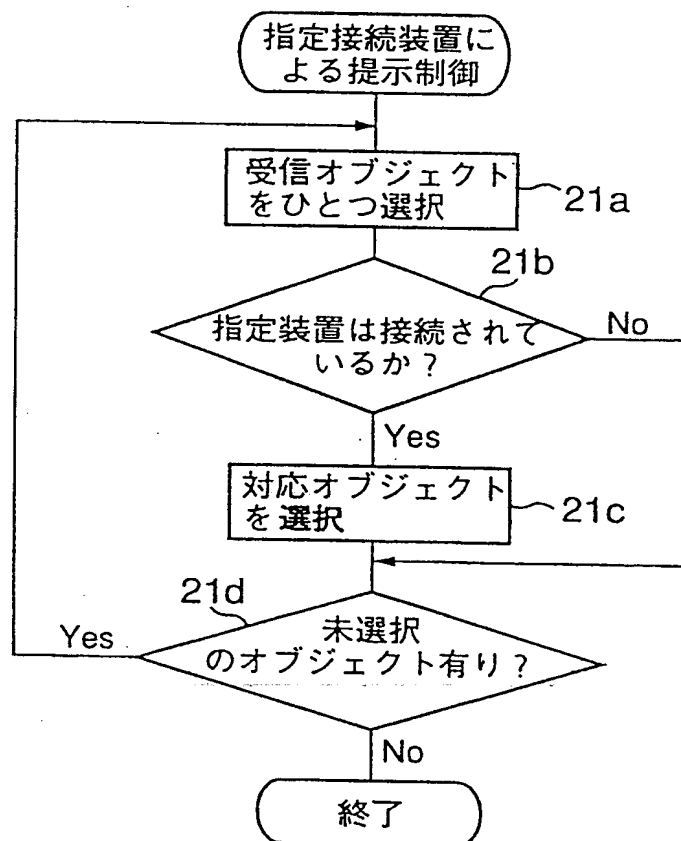 指定接続装置に
よる提示制御
受信オブジェクト
をひとつ選択
21a
21b
指定装置は接続されて
いるか?
No
Yes
対応オブジェクト
を選択
21c
21d
Yes
未選択
のオブジェクト有り?
No
終了